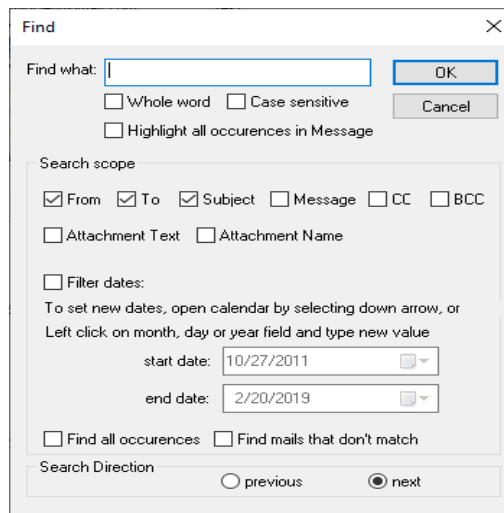 Find
Find what:
OK
Whole word Case sensitive
Cancel
Highlight all occurences in Message
Search scope
From To Subject Message CC BCC
Attachment Text Attachment Name
Filter dates:
To set new dates, open calendar by selecting down arrow, or
Left click on month, day or year field and type new value
start date: 10/27/2011
end date: 2/20/2019
Find all occurences Find mails that don't match
Search Direction
previous next